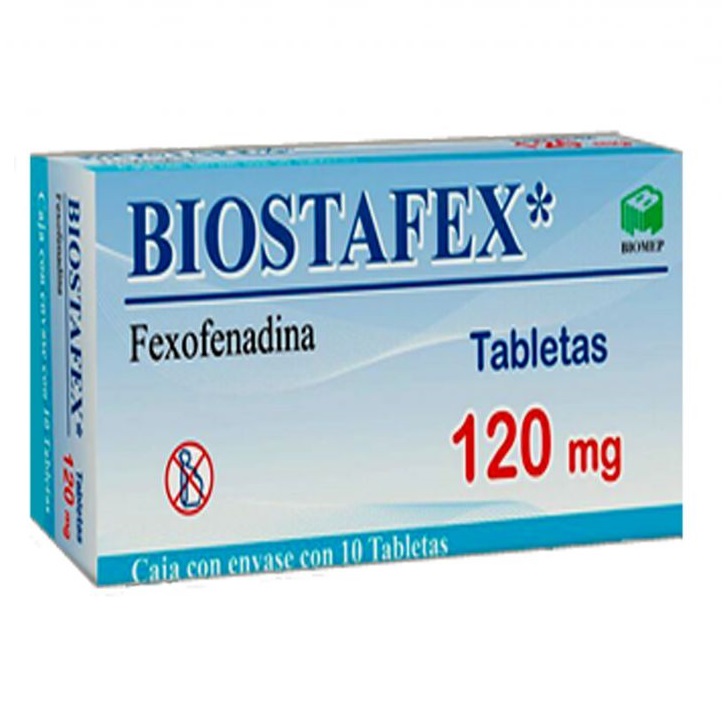 BIOSTAFEX*
BIOMEP
Fexofenadina
Tabletas
120 mg
Caja con envase con 10 Tabletas
BIOSTAFEX*
Fexofenadina
Tabletas
120 mg
Caja con envase con 10 Tabletas